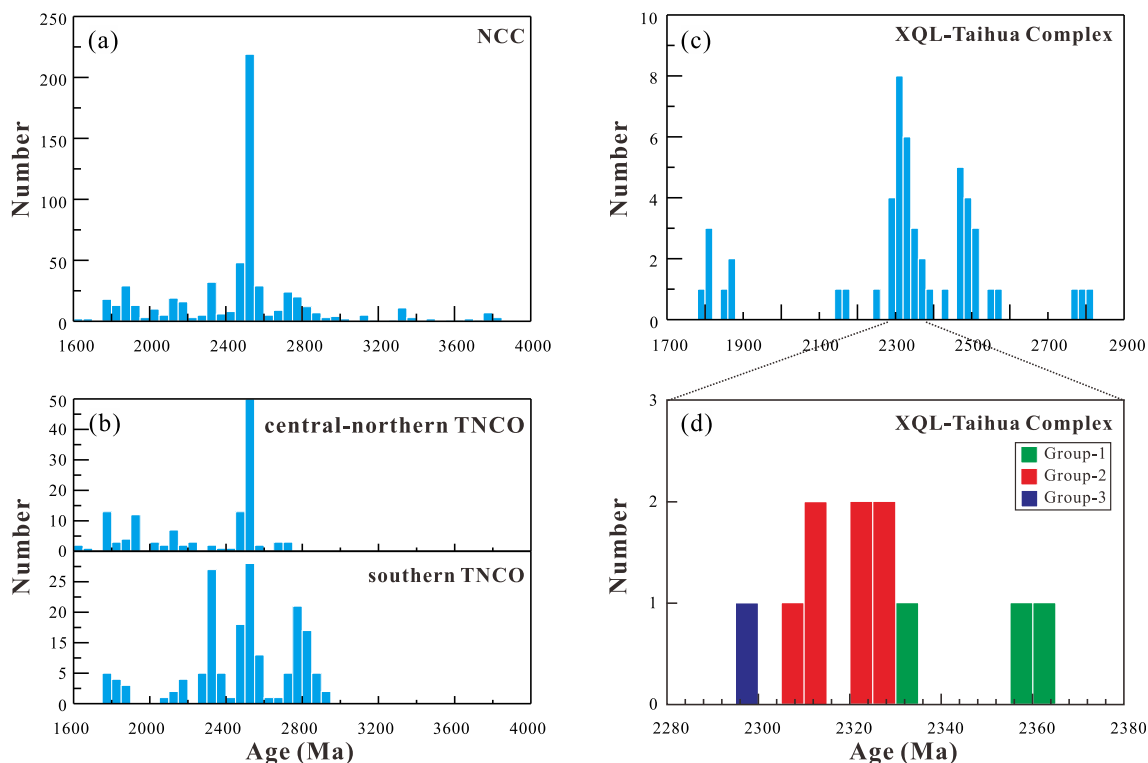 (a)
NCC
Number
250
200
150
100
50
0
1600 2000 2400 2800 3200 3600 4000
(b)
central-northern TNCO
50
40
30
20
10
0
southern TNCO
Number
25
15
5
0
1600 2000 2400 2800 3200 3600 4000
Age (Ma)
(c)
XQL-Taihua Complex
Number
10
8
6
4
2
0
1700 1900 2100 2300 2500 2700 2900
(d)
XQL-Taihua Complex
Group-1
Group-2
Group-3
Number
3
2
1
0
2280 2300 2320 2340 2360 2380
Age (Ma)